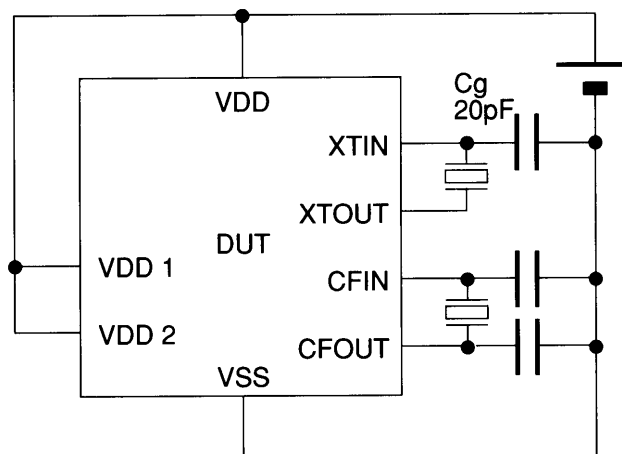 Cg
20pF
VDD
XTIN
XTOUT
DUT
VDD 1
CFIN
VDD 2
CFOUT
VSS